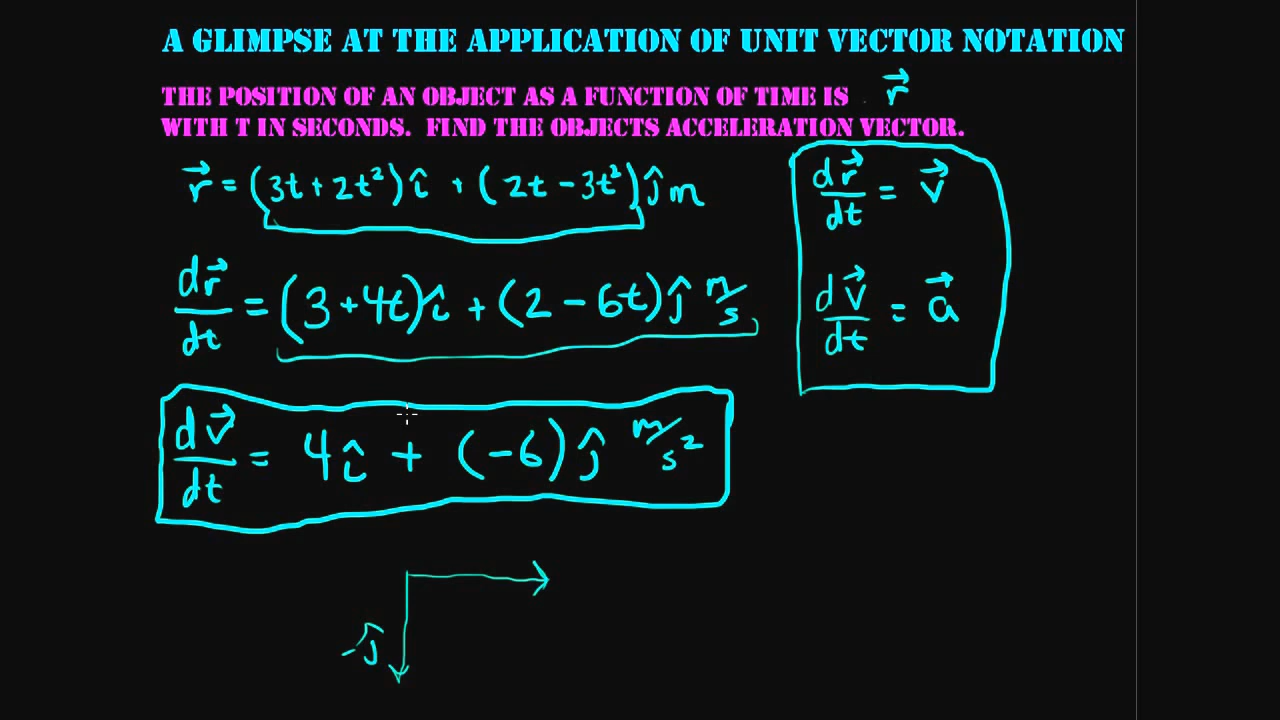 A GLIMPSE AT THE APPLICATION OF UNIT VECTOR NOTATION
THE POSITION OF AN OBJECT AS A FUNCTION OF TIME IS r⃗
WITH T IN SECONDS. FIND THE OBJECTS ACCELERATION VECTOR.
r⃗ = (3t + 2t²)î + (2t - 3t²)ĵ m
dr⃗/dt = v⃗
dr⃗/dt = (3 + 4t)î + (2 - 6t)ĵ m/s
dv⃗/dt = a⃗
dv⃗/dt = 4î + (-6)ĵ m/s²
-ĵ